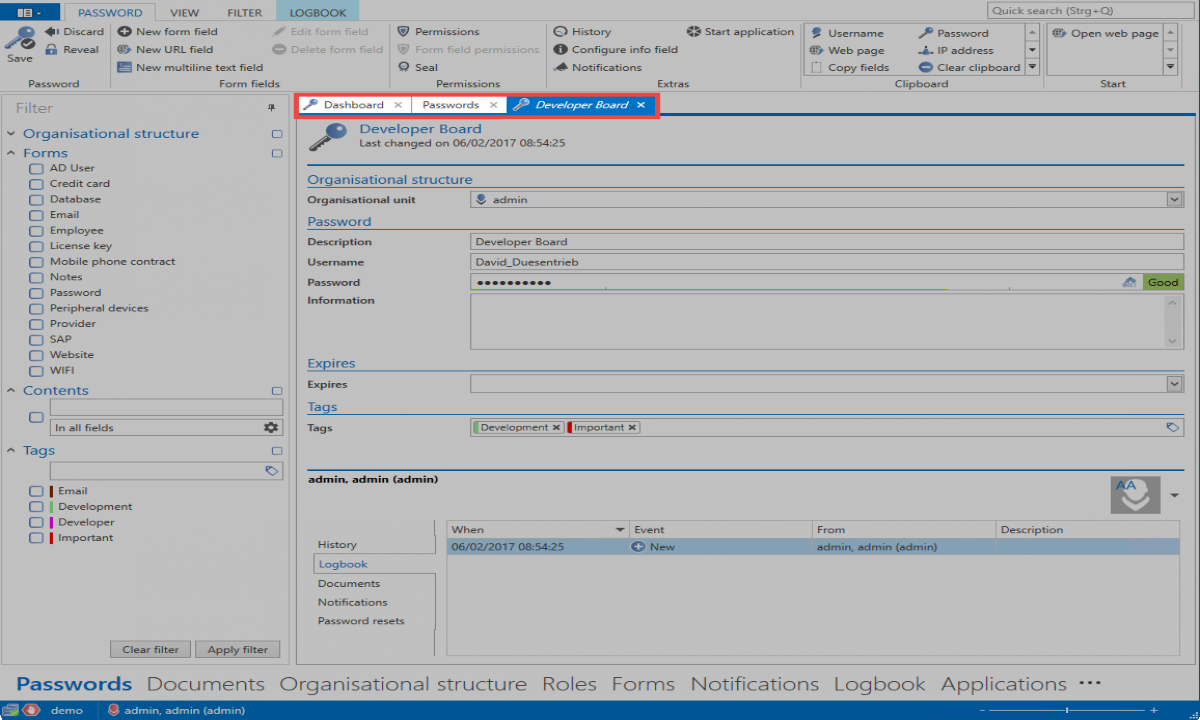 PASSWORD VIEW FILTER LOGBOOK
Quick search (Strg+Q)
Save
Discard
Reveal
Password
New form field
New URL field
New multiline text field
Edit form field
Delete form field
Form fields
Permissions
Form field permissions
Seal
Permissions
History
Configure info field
Notifications
Start application
Extras
Username
Web page
Copy fields
Password
IP address
Clear clipboard
Clipboard
Open web page
Start
Filter
Organisational structure
Forms
AD User
Credit card
Database
Email
Employee
License key
Mobile phone contract
Notes
Password
Peripheral devices
Provider
SAP
Website
WIFI
Contents
In all fields
Tags
Email
Development
Developer
Important
Clear filter Apply filter
Dashboard Passwords Developer Board
Developer Board
Last changed on 06/02/2017 08:54:25
Organisational structure
Organisational unit admin
Password
Description Developer Board
Username David_Duesentrieb
Password •••••••••• Good
Information
Expires
Expires
Tags
Tags Development Important
admin, admin (admin)
AA
History
Logbook
Documents
Notifications
Password resets
When Event From Description
06/02/2017 08:54:25 New admin, admin (admin)
Passwords Documents Organisational structure Roles Forms Notifications Logbook Applications •••
demo admin, admin (admin)